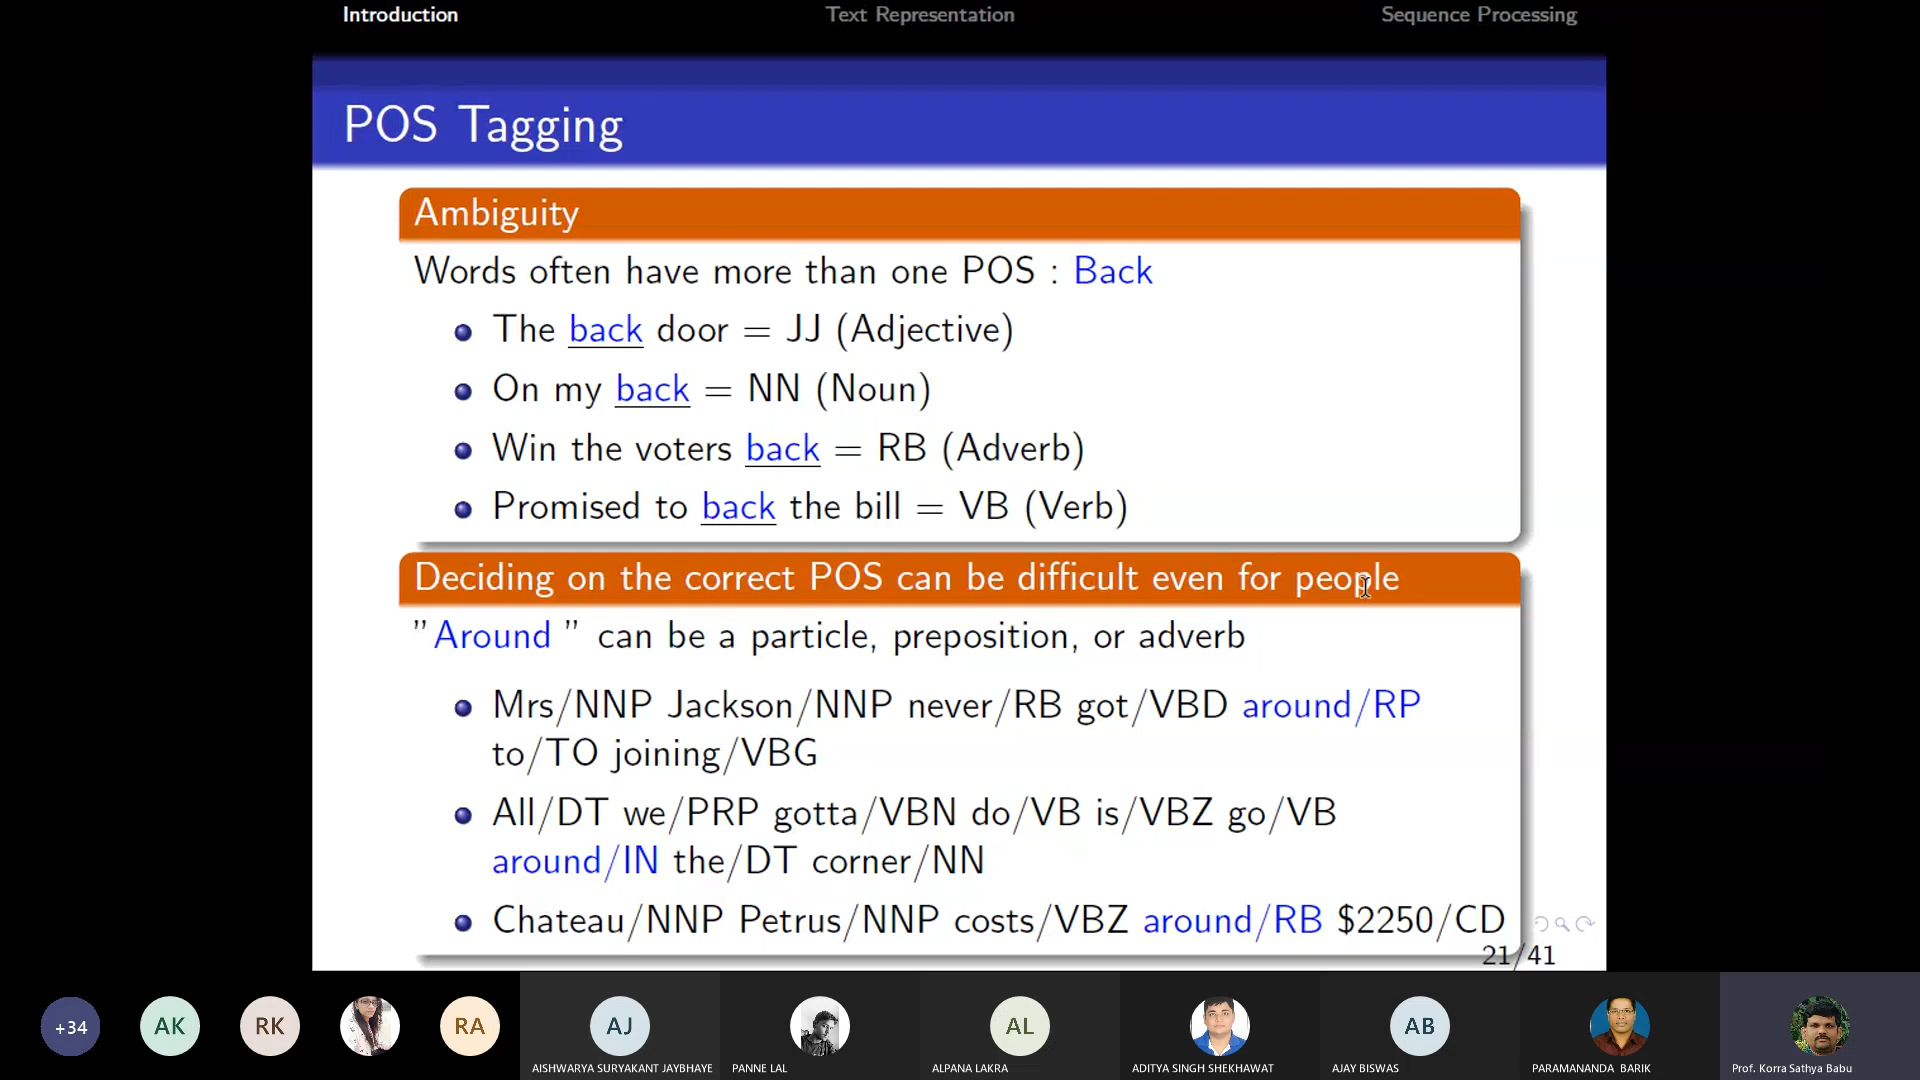 Introduction
Text Representation
Sequence Processing
POS Tagging
Ambiguity
Words often have more than one POS : Back
The back door = JJ (Adjective)
On my back = NN (Noun)
Win the voters back = RB (Adverb)
Promised to back the bill = VB (Verb)
Deciding on the correct POS can be difficult even for people
"Around " can be a particle, preposition, or adverb
Mrs/NNP Jackson/NNP never/RB got/VBD around/RP
to/TO joining/VBG
All/DT we/PRP gotta/VBN do/VB is/VBZ go/VB
around/IN the/DT corner/NN
Chateau/NNP Petrus/NNP costs/VBZ around/RB $2250/CD
21/41
+34
AK
RK
RA
AJ
AL
AB
AISHWARYA SURYAKANT JAYBHAYE
PANNE LAL
ALPANA LAKRA
ADITYA SINGH SHEKHAWAT
AJAY BISWAS
PARAMANANDA BARIK
Prof. Korra Sathya Babu